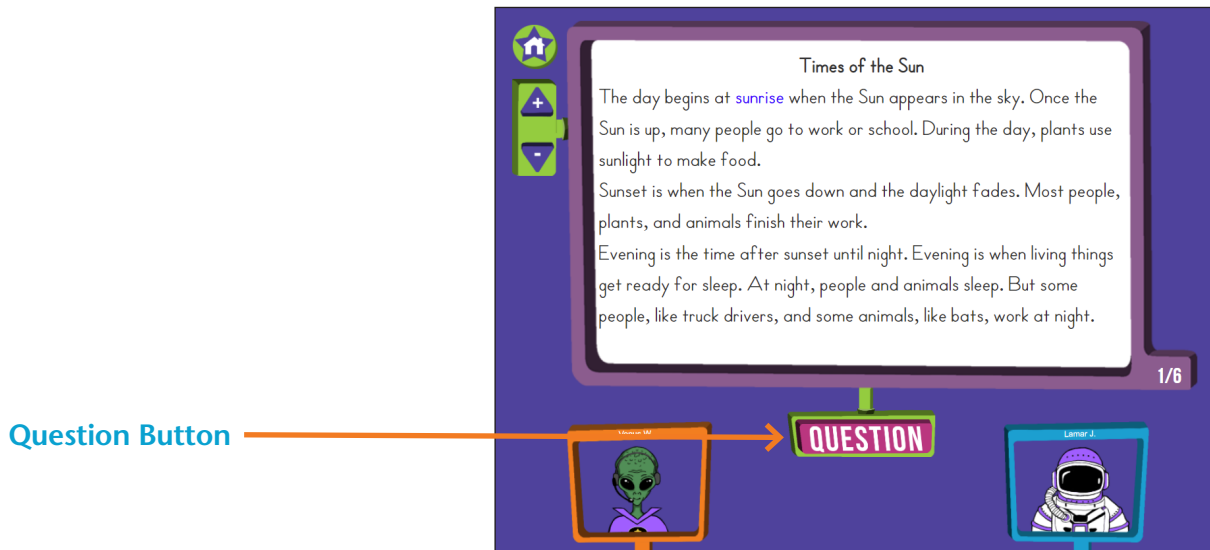 Times of the Sun
The day begins at sunrise when the Sun appears in the sky. Once the
Sun is up, many people go to work or school. During the day, plants use
sunlight to make food.
Sunset is when the Sun goes down and the daylight fades. Most people,
plants, and animals finish their work.
Evening is the time after sunset until night. Evening is when living things
get ready for sleep. At night, people and animals sleep. But some
people, like truck drivers, and some animals, like bats, work at night.
1/6
Question Button
QUESTION
Lamar J.